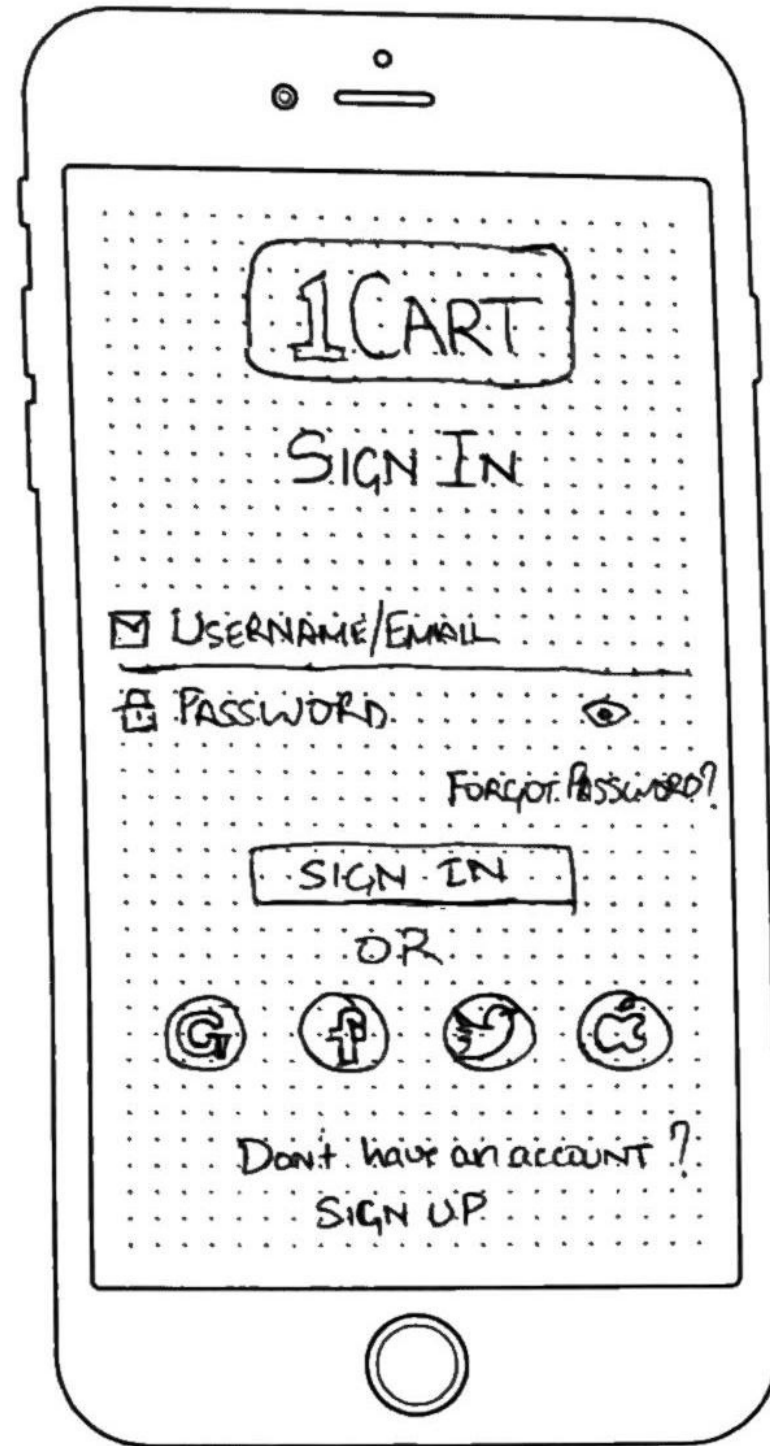 1CART
SIGN IN
USERNAME/EMAIL
PASSWORD
FORGOT PASSWORD?
SIGN IN
OR
G f
Don't have an account?
SIGN UP